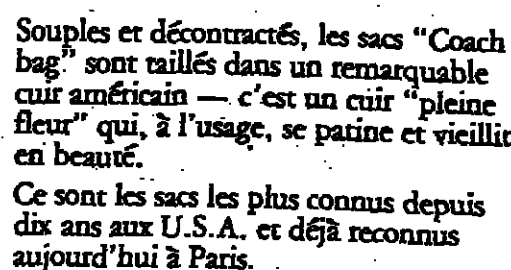 Souples et décontractés, les sacs "Coach
bag" sont taillés dans un remarquable
cuir américain — c'est un cuir "pleine
fleur" qui, à l'usage, se patine et vieillit
en beauté.
Ce sont les sacs les plus connus depuis
dix ans aux U.S.A. et déjà reconnus
aujourd'hui à Paris.